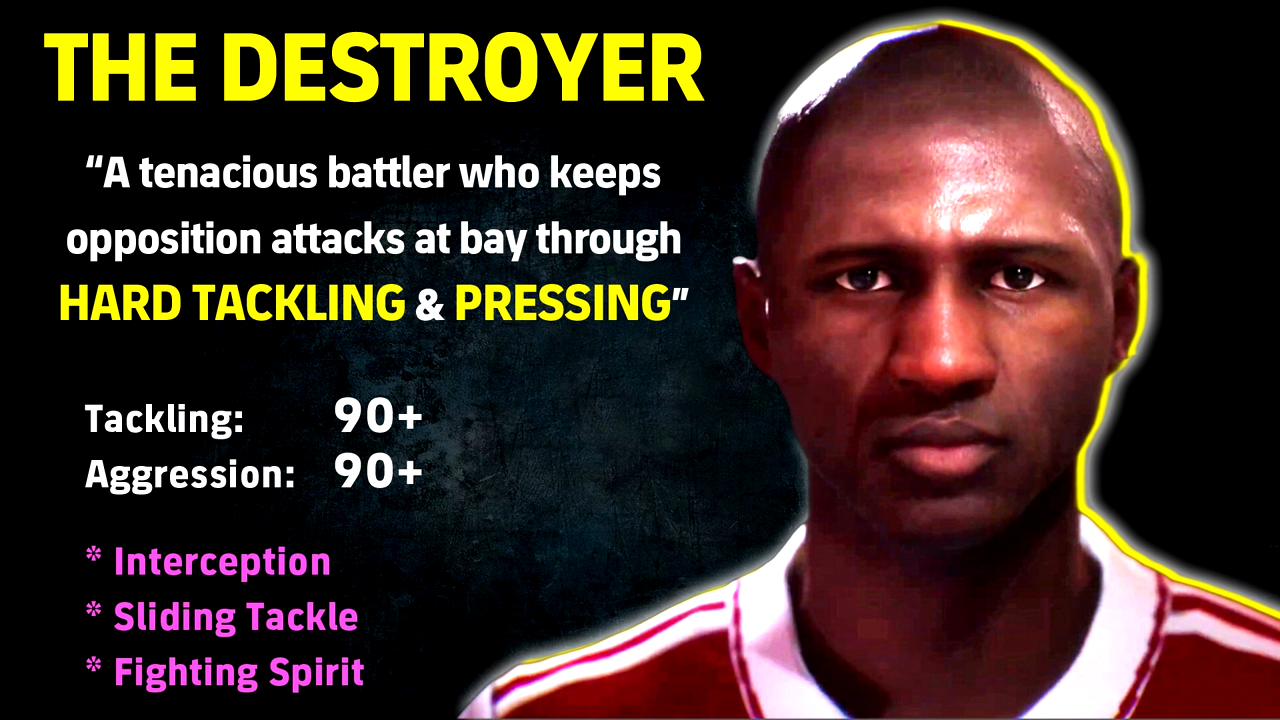 THE DESTROYER
“A tenacious battler who keeps
opposition attacks at bay through
HARD TACKLING & PRESSING”
Tackling: 90+
Aggression: 90+
* Interception
* Sliding Tackle
* Fighting Spirit